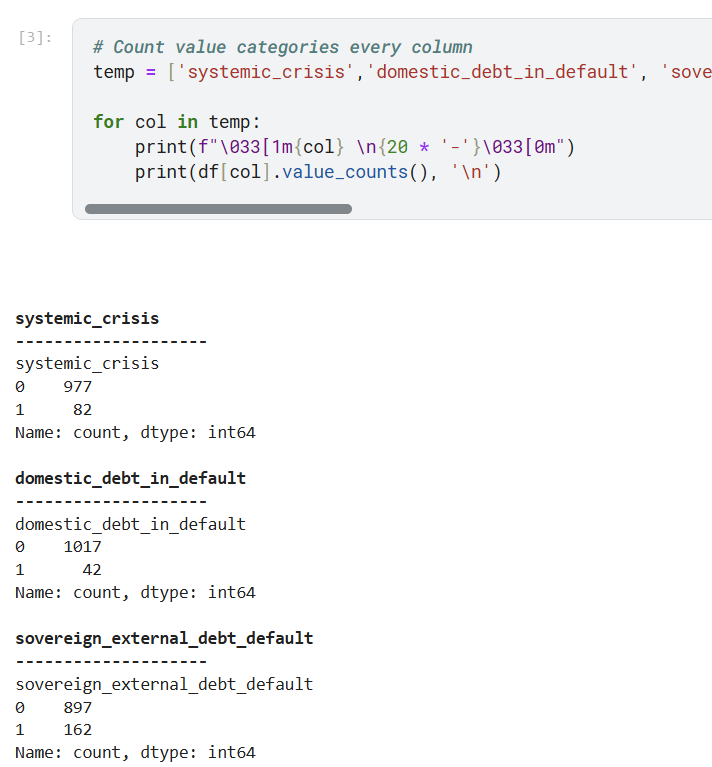 [3]:
# Count value categories every column
temp = ['systemic_crisis','domestic_debt_in_default', 'sove
for col in temp:
    print(f"\033[1m{col} \n{20 * '-'}\033[0m")
    print(df[col].value_counts(), '\n')
systemic_crisis
--------------------
systemic_crisis
0    977
1     82
Name: count, dtype: int64
domestic_debt_in_default
--------------------
domestic_debt_in_default
0    1017
1      42
Name: count, dtype: int64
sovereign_external_debt_default
--------------------
sovereign_external_debt_default
0    897
1    162
Name: count, dtype: int64